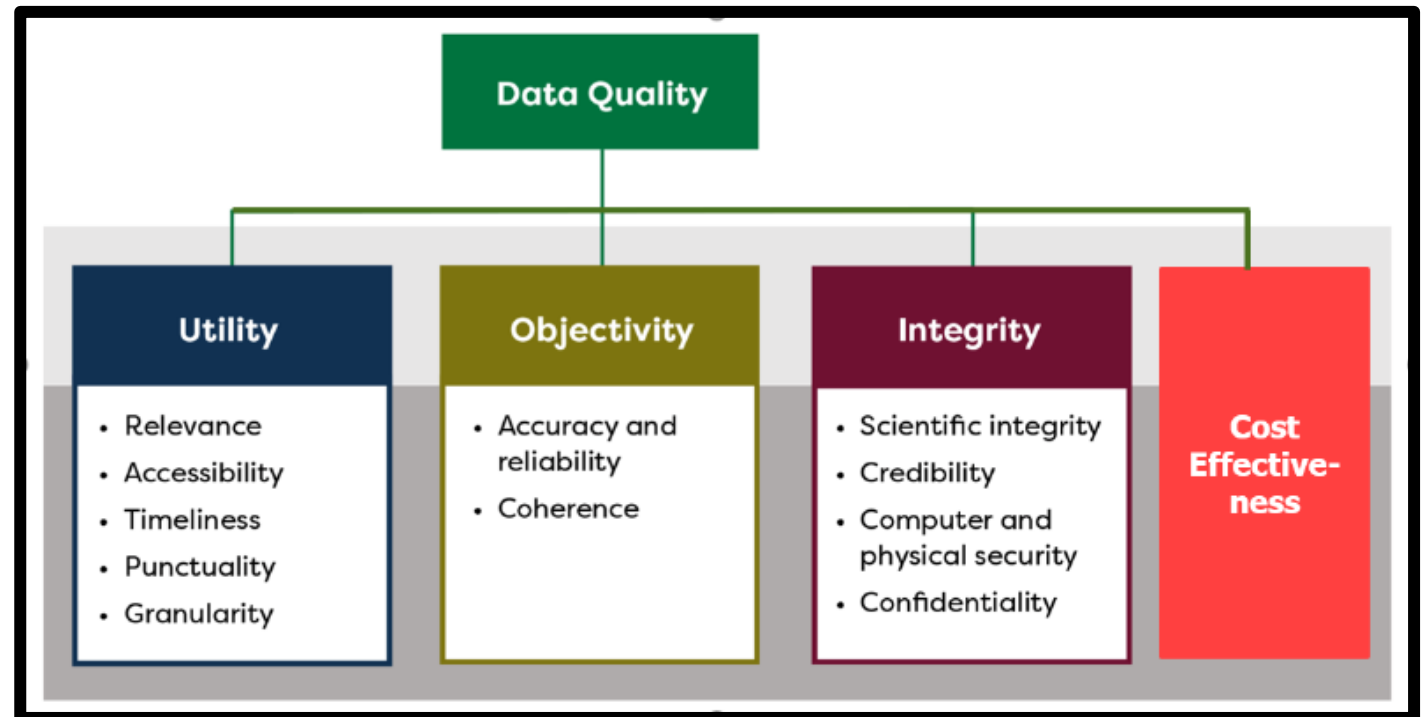 Data Quality
Utility
Objectivity
Integrity
• Relevance
• Accessibility
• Timeliness
• Punctuality
• Granularity
• Accuracy and
reliability
• Coherence
• Scientific integrity
• Credibility
• Computer and
physical security
• Confidentiality
Cost
Effective-
ness